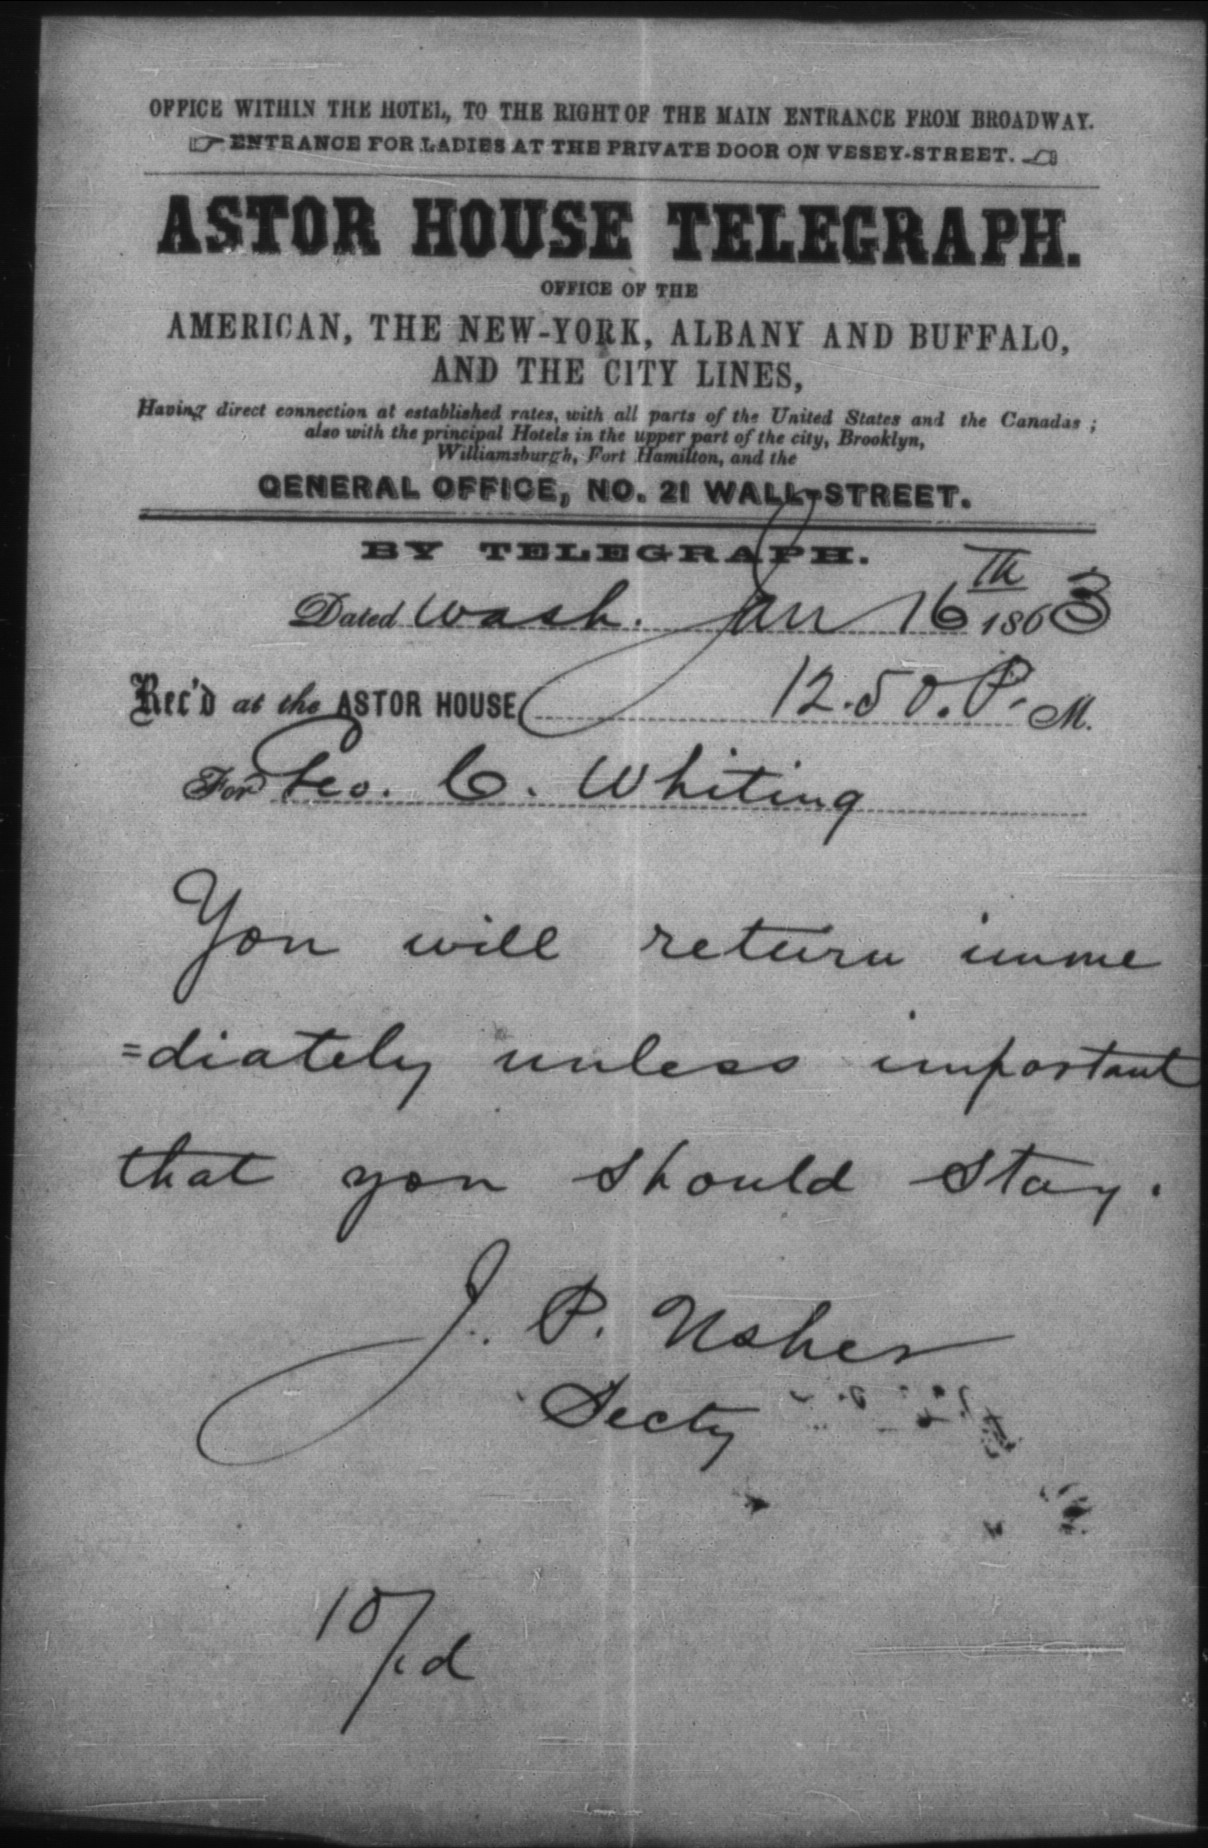 OFFICE WITHIN THE HOTEL, TO THE RIGHT OF THE MAIN ENTRANCE FROM BROADWAY.
ENTRANCE FOR LADIES AT THE PRIVATE DOOR ON VESEY-STREET.
ASTOR HOUSE TELEGRAPH.
OFFICE OF THE
AMERICAN, THE NEW-YORK, ALBANY AND BUFFALO,
AND THE CITY LINES,
Having direct connection at established rates, with all parts of the United States and the Canadas ;
also with the principal Hotels in the upper part of the city, Brooklyn,
Williamsburgh, Fort Hamilton, and the
GENERAL OFFICE, NO. 21 WALL-STREET.
BY TELEGRAPH.
Dated Wash. Jan 16th 1863
Rec'd at the ASTOR HOUSE 12.50. P. M.
For Geo. C. Whiting
You will return imme
=diately unless important
that you should stay.
J. P. Usher
Secty
10/